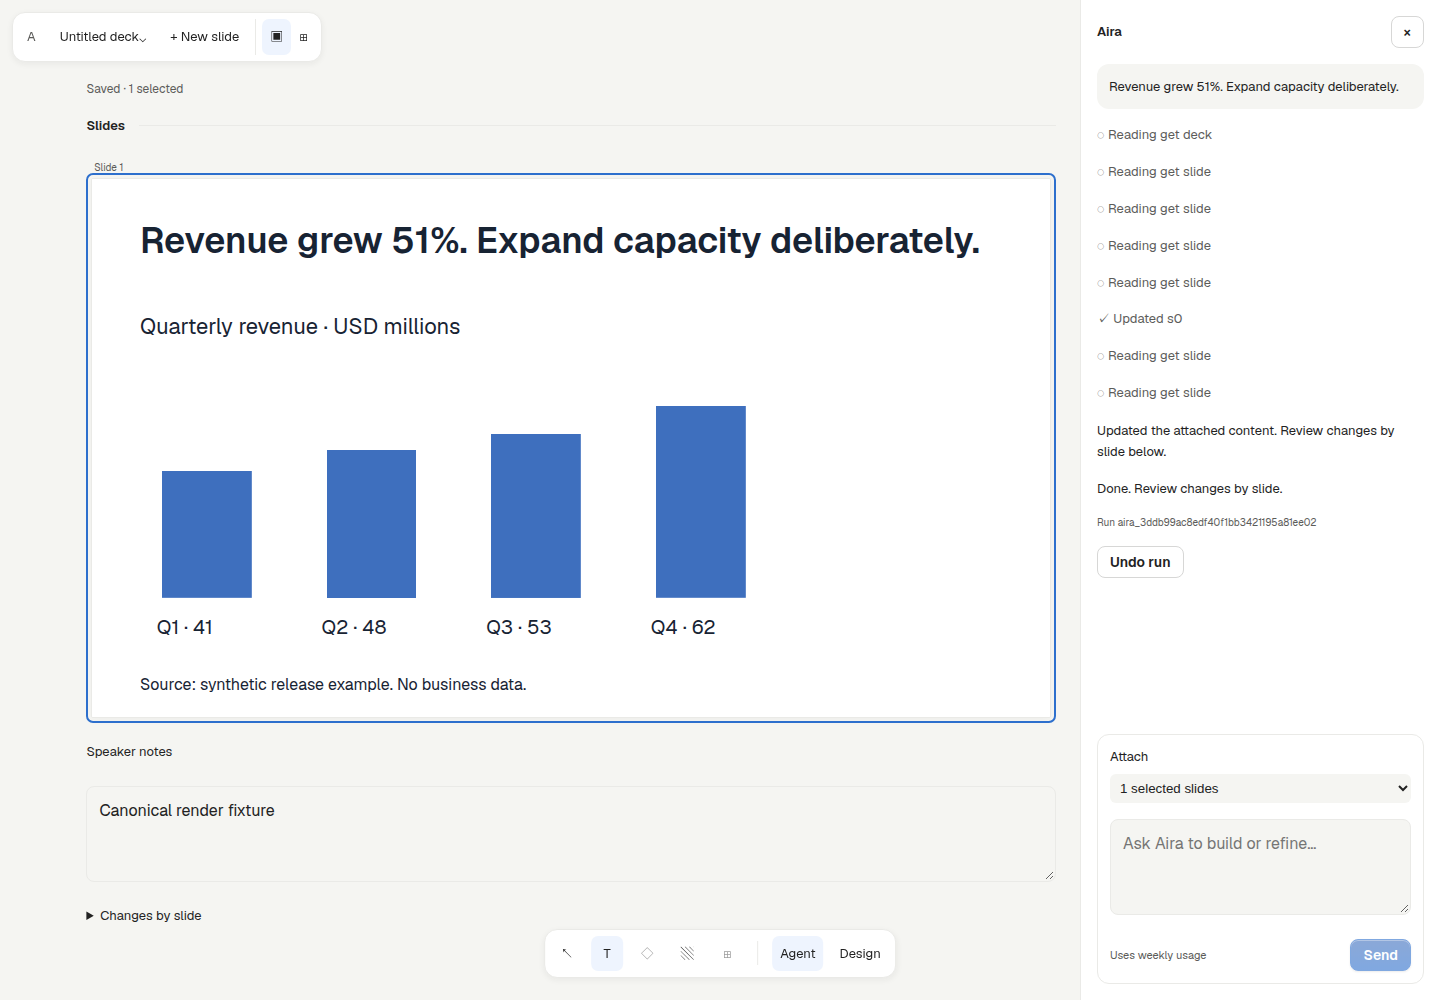 A
Untitled deck
+ New slide
Saved · 1 selected
Slides
Slide 1
Revenue grew 51%. Expand capacity deliberately.
Quarterly revenue · USD millions
Q1 · 41
Q2 · 48
Q3 · 53
Q4 · 62
Source: synthetic release example. No business data.
Speaker notes
Canonical render fixture
Changes by slide
T
Agent
Design
Aira
×
Revenue grew 51%. Expand capacity deliberately.
Reading get deck
Reading get slide
Reading get slide
Reading get slide
Reading get slide
✓ Updated s0
Reading get slide
Reading get slide
Updated the attached content. Review changes by
slide below.
Done. Review changes by slide.
Run aira_3ddb99ac8edf40f1bb3421195a81ee02
Undo run
Attach
1 selected slides
Ask Aira to build or refine…
Uses weekly usage
Send